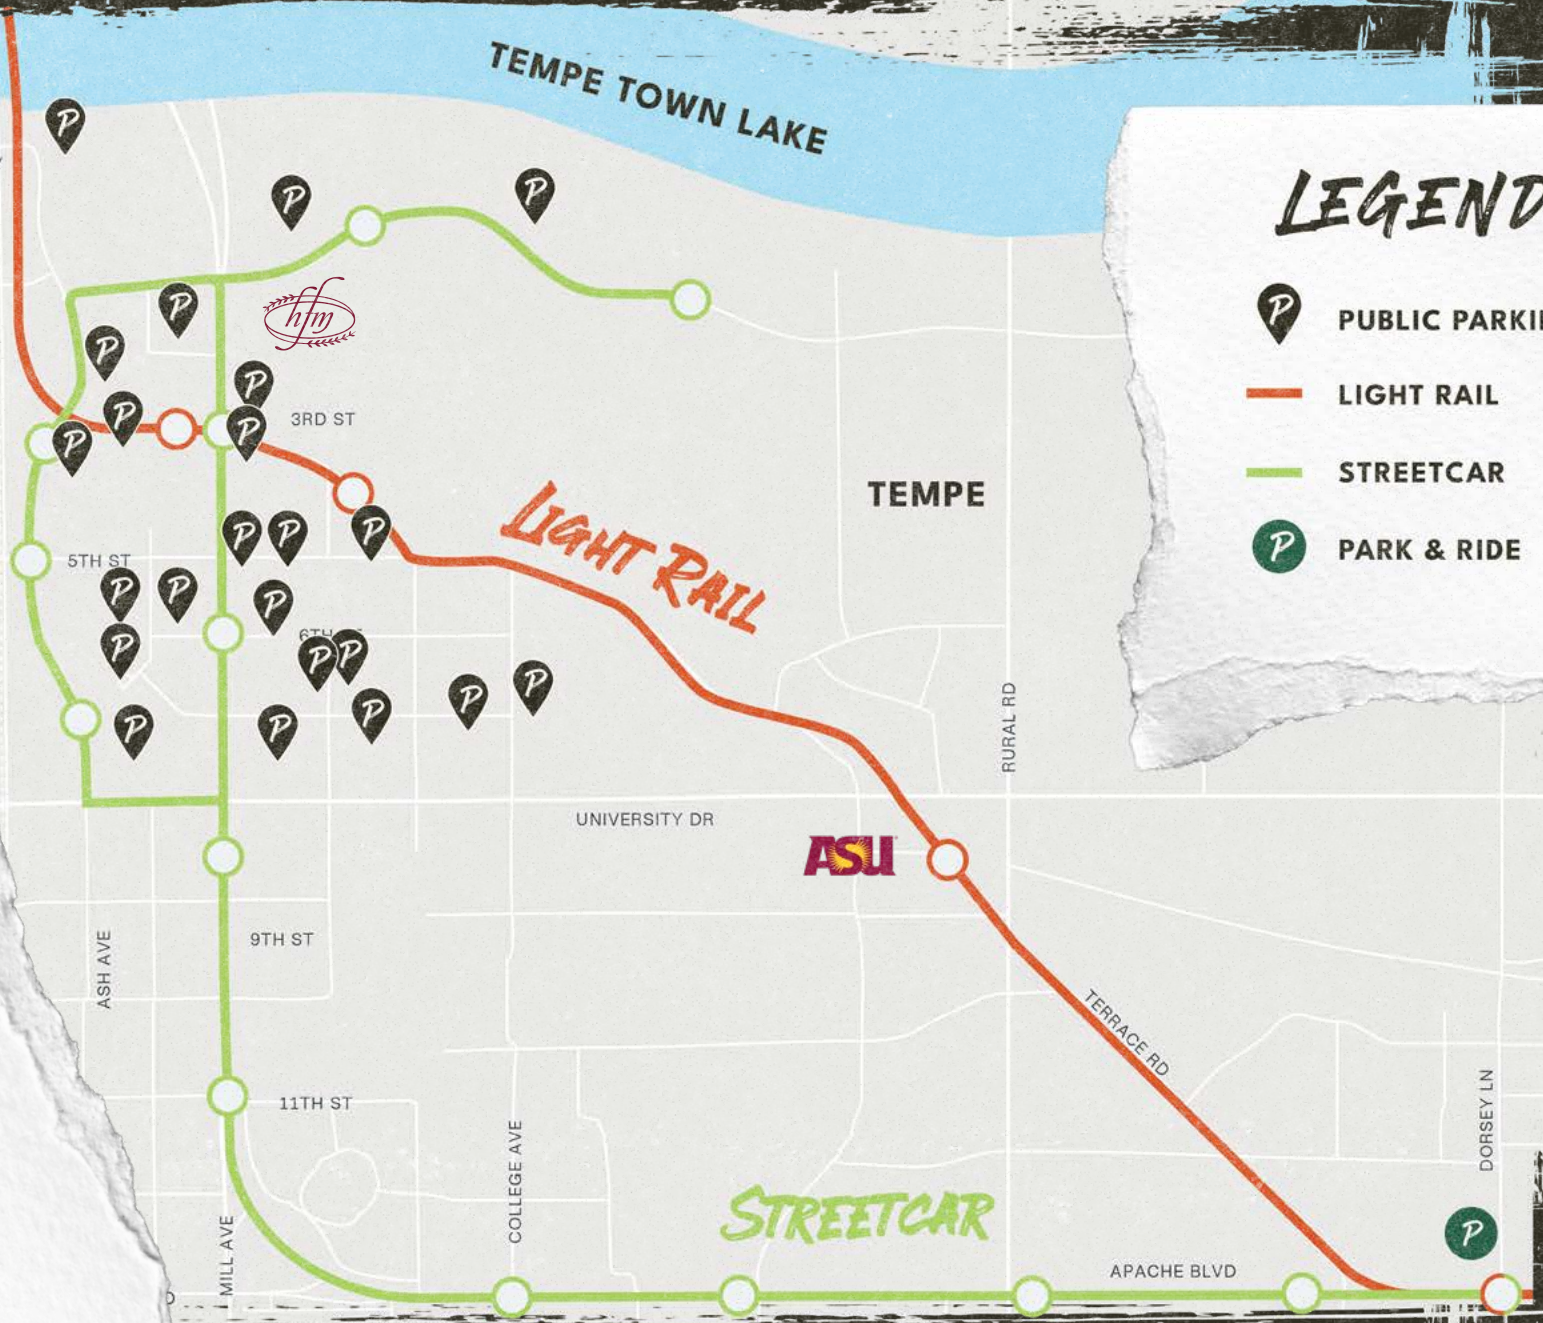 TEMPE TOWN LAKE
LEGEND
P PUBLIC PARKI
LIGHT RAIL
STREETCAR
P PARK & RIDE
P
P
P
P
hfm
P
P
P
P
3RD ST
P
P
TEMPE
LIGHT RAIL
P
P
P
5TH ST
P
P
P
6TH
P
P
P
P
P
P
P
P
RURAL RD
UNIVERSITY DR
ASU
9TH ST
ASH AVE
TERRACE RD
11TH ST
DORSEY LN
COLLEGE AVE
STREETCAR
MILL AVE
P
APACHE BLVD